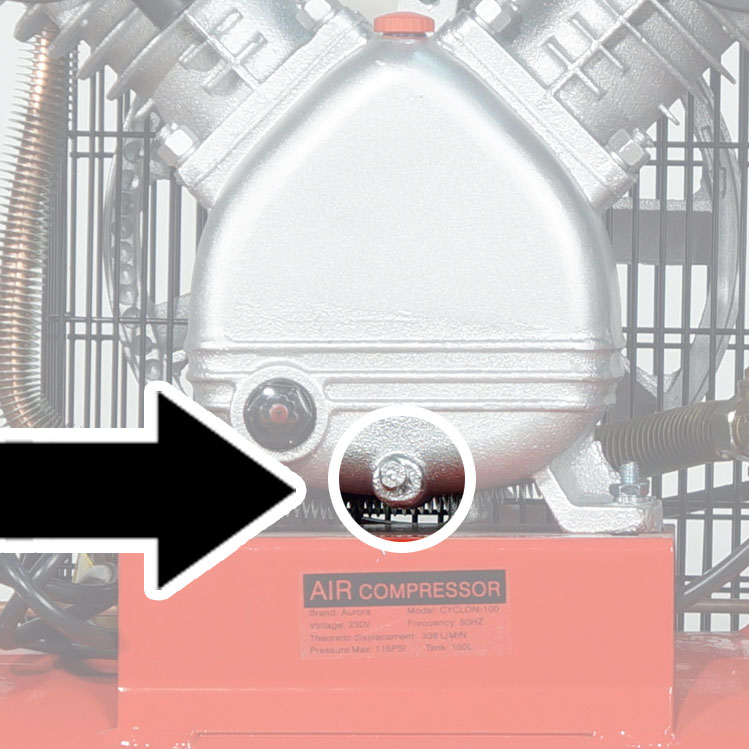 AIR COMPRESSOR
Brand: Aurora Model: CYCLON-100
Voltage: 230V Frequency: 50HZ
Theoretic displacement: 336 L/MIN
Pressure Max: 116PSI Tank: 100L